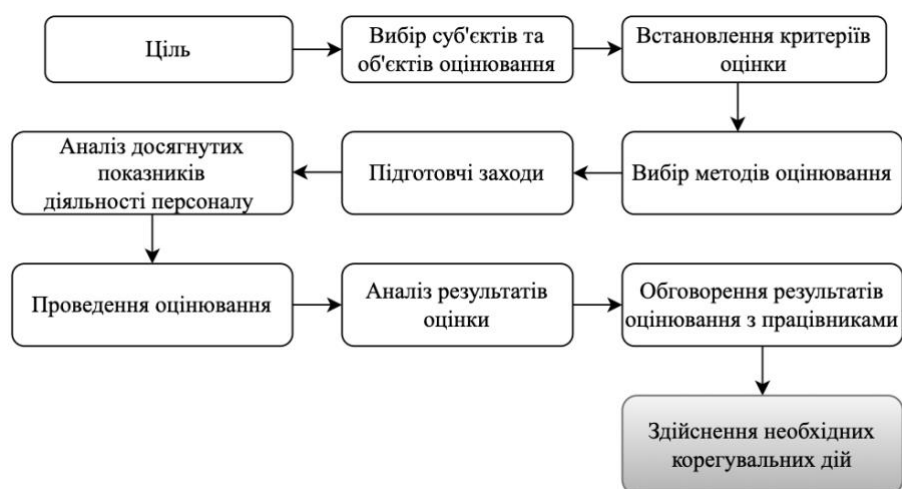 Ціль
Вибір суб'єктів та
об'єктів оцінювання
Встановлення критеріїв
оцінки
Вибір методів оцінювання
Підготовчі заходи
Аналіз досягнутих
показників
діяльності персоналу
Проведення оцінювання
Аналіз результатів
оцінки
Обговорення результатів
оцінювання з працівниками
Здійснення необхідних
корегувальних дій